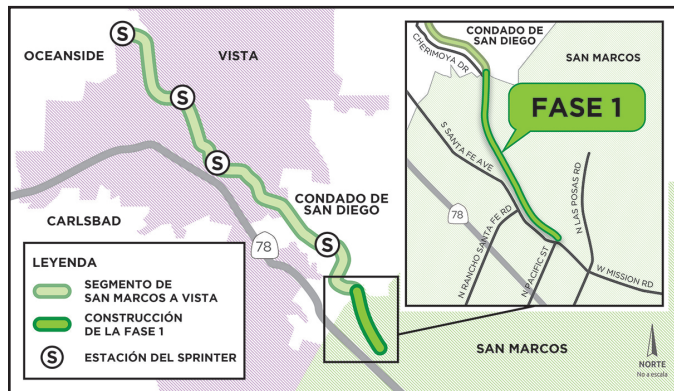 OCEANSIDE
VISTA
S
S
S
CONDADO DE
SAN DIEGO
S
CARLSBAD
78
LEYENDA
SEGMENTO DE
SAN MARCOS A VISTA
CONSTRUCCIÓN
DE LA FASE 1
S
ESTACIÓN DEL SPRINTER
SAN MARCOS
CONDADO DE
SAN DIEGO
CHERIMOYA DR
SAN MARCOS
FASE 1
S SANTA FE AVE
N LAS POSAS RD
78
N RANCHO SANTA FE RD
N PACIFIC ST
W MISSION RD
NORTE
No a escala